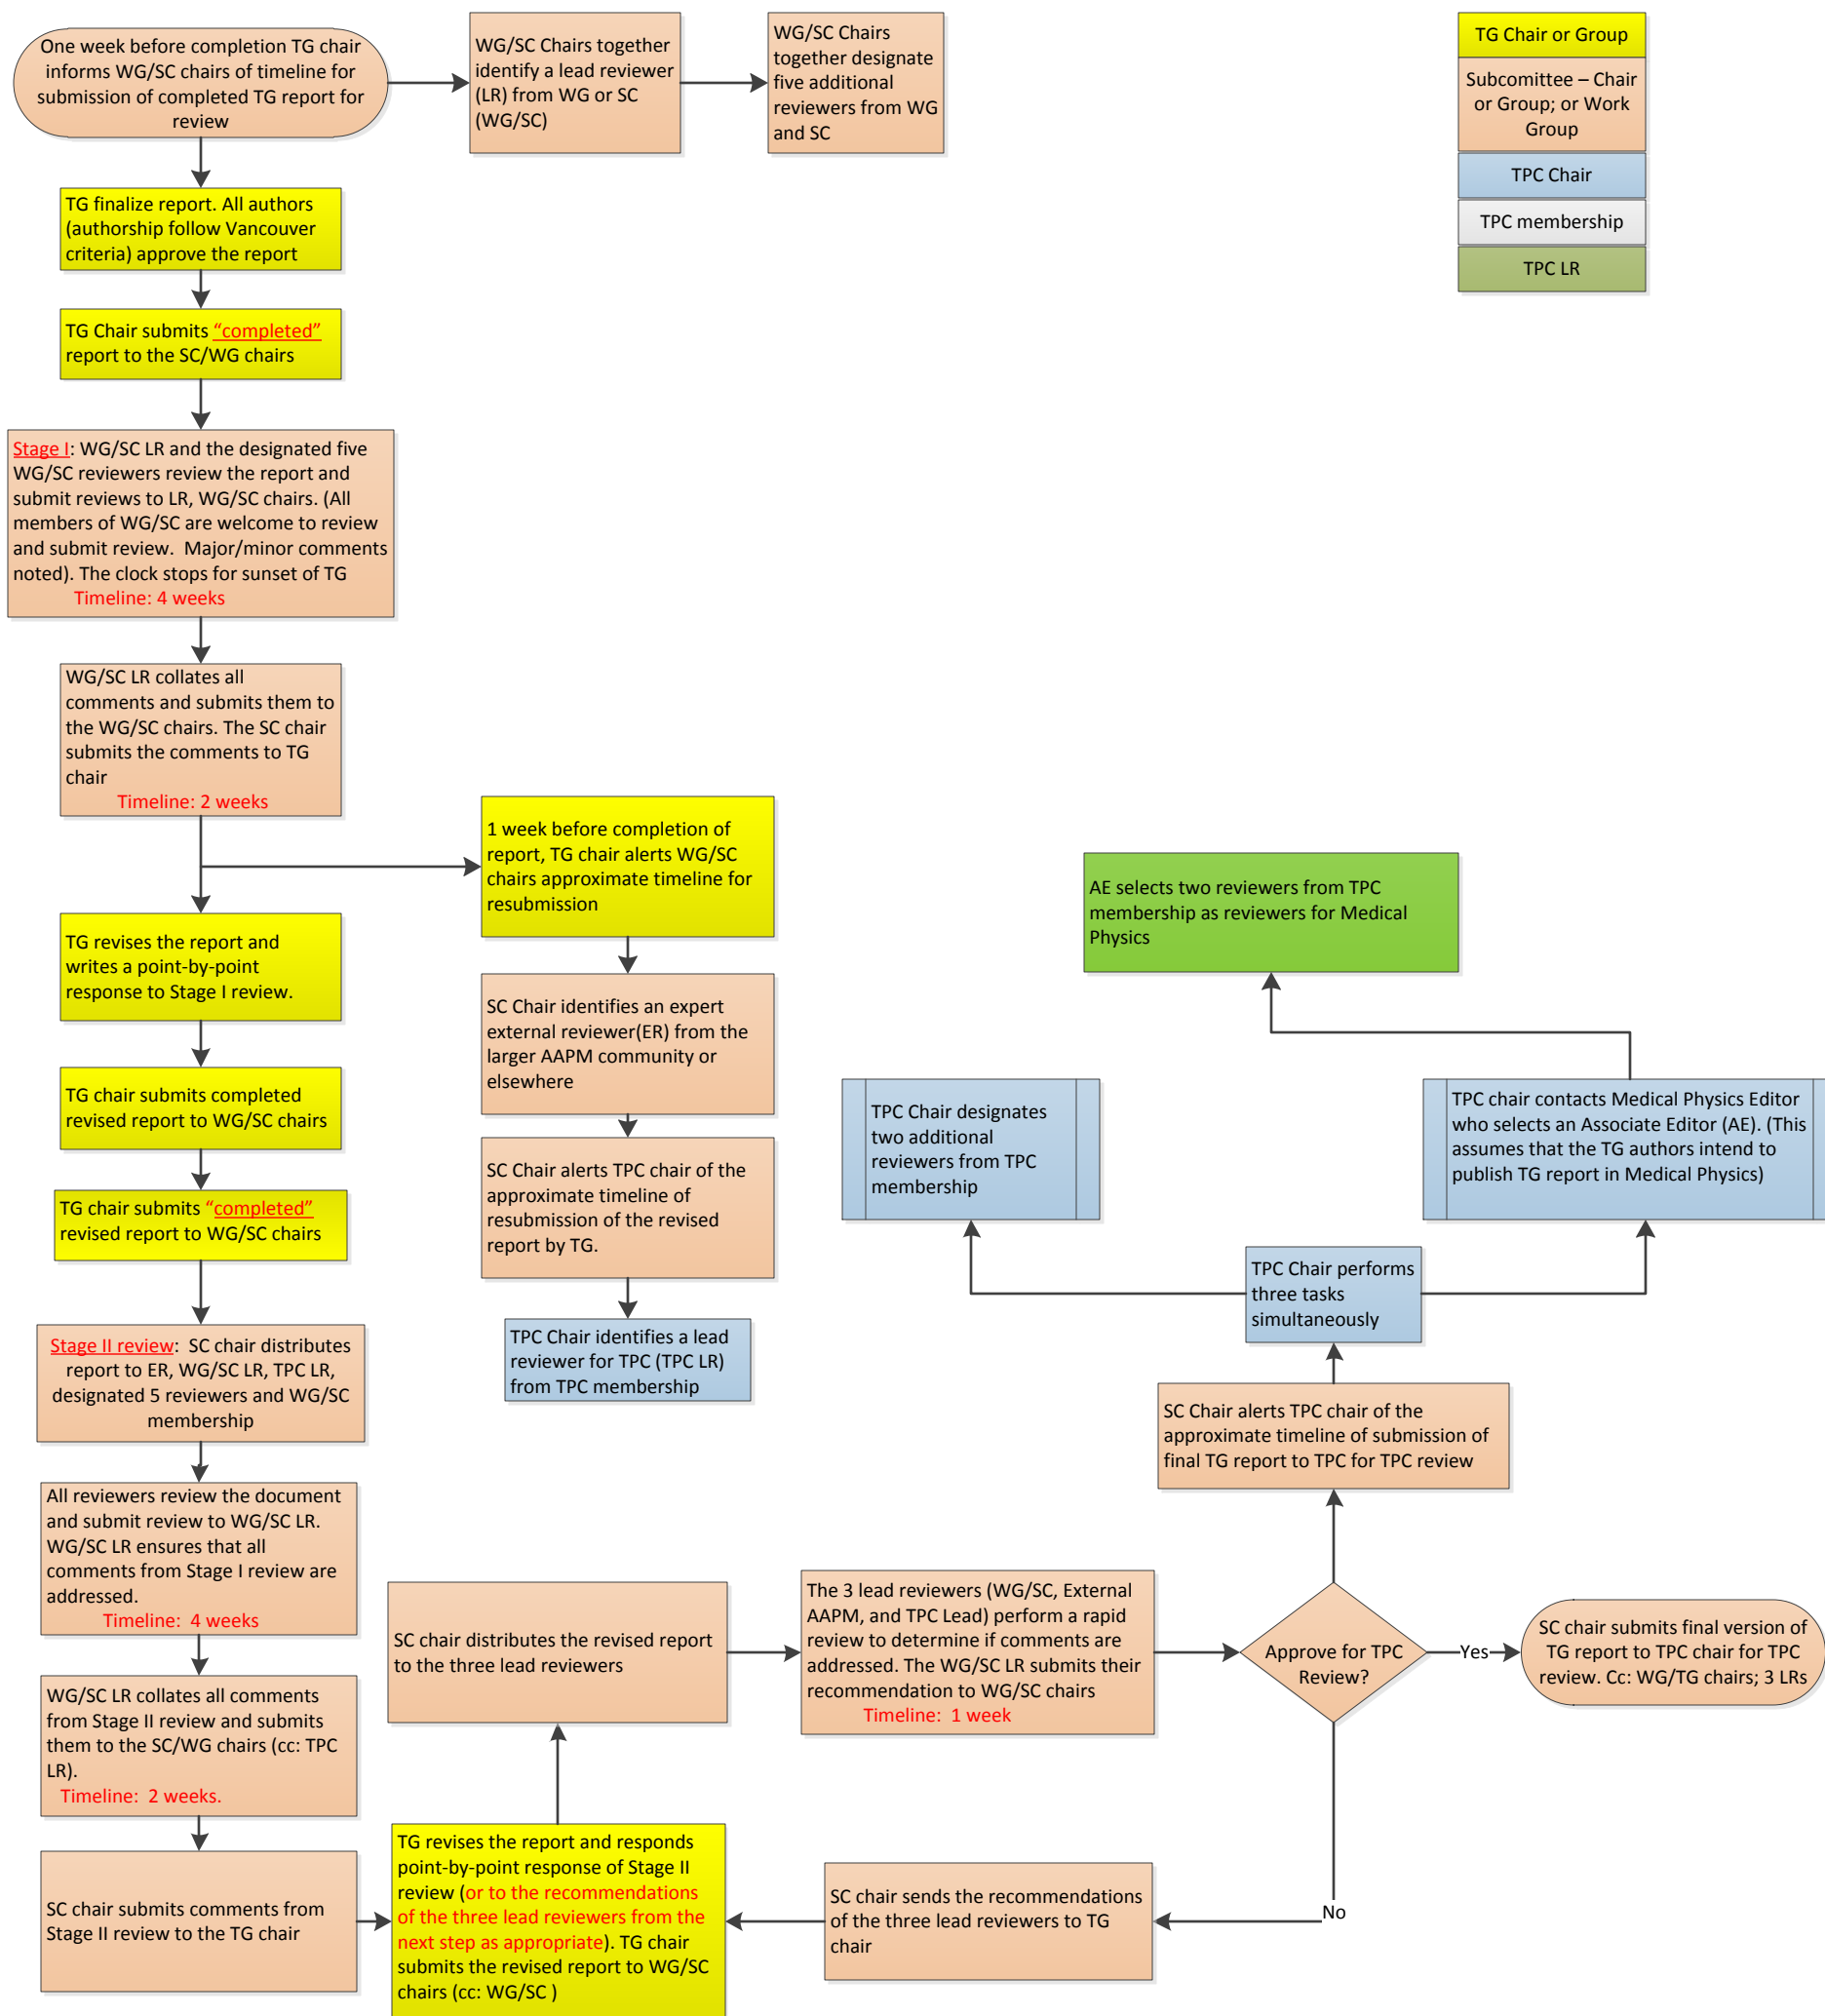 One week before completion TG chair
informs WG/SC chairs of timeline for
submission of completed TG report for
review
WG/SC Chairs together
identify a lead reviewer
(LR) from WG or SC
(WG/SC)
WG/SC Chairs
together designate
five additional
reviewers from WG
and SC
TG Chair or Group
Subcomittee – Chair
or Group; or Work
Group
TPC Chair
TPC membership
TPC LR
TG finalize report. All authors
(authorship follow Vancouver
criteria) approve the report
TG Chair submits “completed”
report to the SC/WG chairs
Stage I: WG/SC LR and the designated five
WG/SC reviewers review the report and
submit reviews to LR, WG/SC chairs. (All
members of WG/SC are welcome to review
and submit review.  Major/minor comments
noted). The clock stops for sunset of TG
Timeline: 4 weeks
WG/SC LR collates all
comments and submits them to
the WG/SC chairs. The SC chair
submits the comments to TG
chair
Timeline: 2 weeks
1 week before completion of
report, TG chair alerts WG/SC
chairs approximate timeline for
resubmission
TG revises the report and
writes a point-by-point
response to Stage I review.
SC Chair identifies an expert
external reviewer(ER) from the
larger AAPM community or
elsewhere
TG chair submits completed
revised report to WG/SC chairs
SC Chair alerts TPC chair of the
approximate timeline of
resubmission of the revised
report by TG.
TG chair submits “completed”
revised report to WG/SC chairs
TPC Chair identifies a lead
reviewer for TPC (TPC LR)
from TPC membership
AE selects two reviewers from TPC
membership as reviewers for Medical
Physics
TPC Chair designates
two additional
reviewers from TPC
membership
TPC chair contacts Medical Physics Editor
who selects an Associate Editor (AE). (This
assumes that the TG authors intend to
publish TG report in Medical Physics)
TPC Chair performs
three tasks
simultaneously
SC Chair alerts TPC chair of the
approximate timeline of submission of
final TG report to TPC for TPC review
Stage II review:  SC chair distributes
report to ER, WG/SC LR, TPC LR,
designated 5 reviewers and WG/SC
membership
All reviewers review the document
and submit review to WG/SC LR.
WG/SC LR ensures that all
comments from Stage I review are
addressed.
Timeline:  4 weeks
SC chair distributes the revised report
to the three lead reviewers
The 3 lead reviewers (WG/SC, External
AAPM, and TPC Lead) perform a rapid
review to determine if comments are
addressed. The WG/SC LR submits their
recommendation to WG/SC chairs
Timeline:  1 week
Approve for TPC
Review?
Yes
SC chair submits final version of
TG report to TPC chair for TPC
review. Cc: WG/TG chairs; 3 LRs
WG/SC LR collates all comments
from Stage II review and submits
them to the SC/WG chairs (cc: TPC
LR).
Timeline:  2 weeks.
SC chair submits comments from
Stage II review to the TG chair
TG revises the report and responds
point-by-point response of Stage II
review (or to the recommendations
of the three lead reviewers from the
next step as appropriate). TG chair
submits the revised report to WG/SC
chairs (cc: WG/SC )
SC chair sends the recommendations
of the three lead reviewers to TG
chair
No